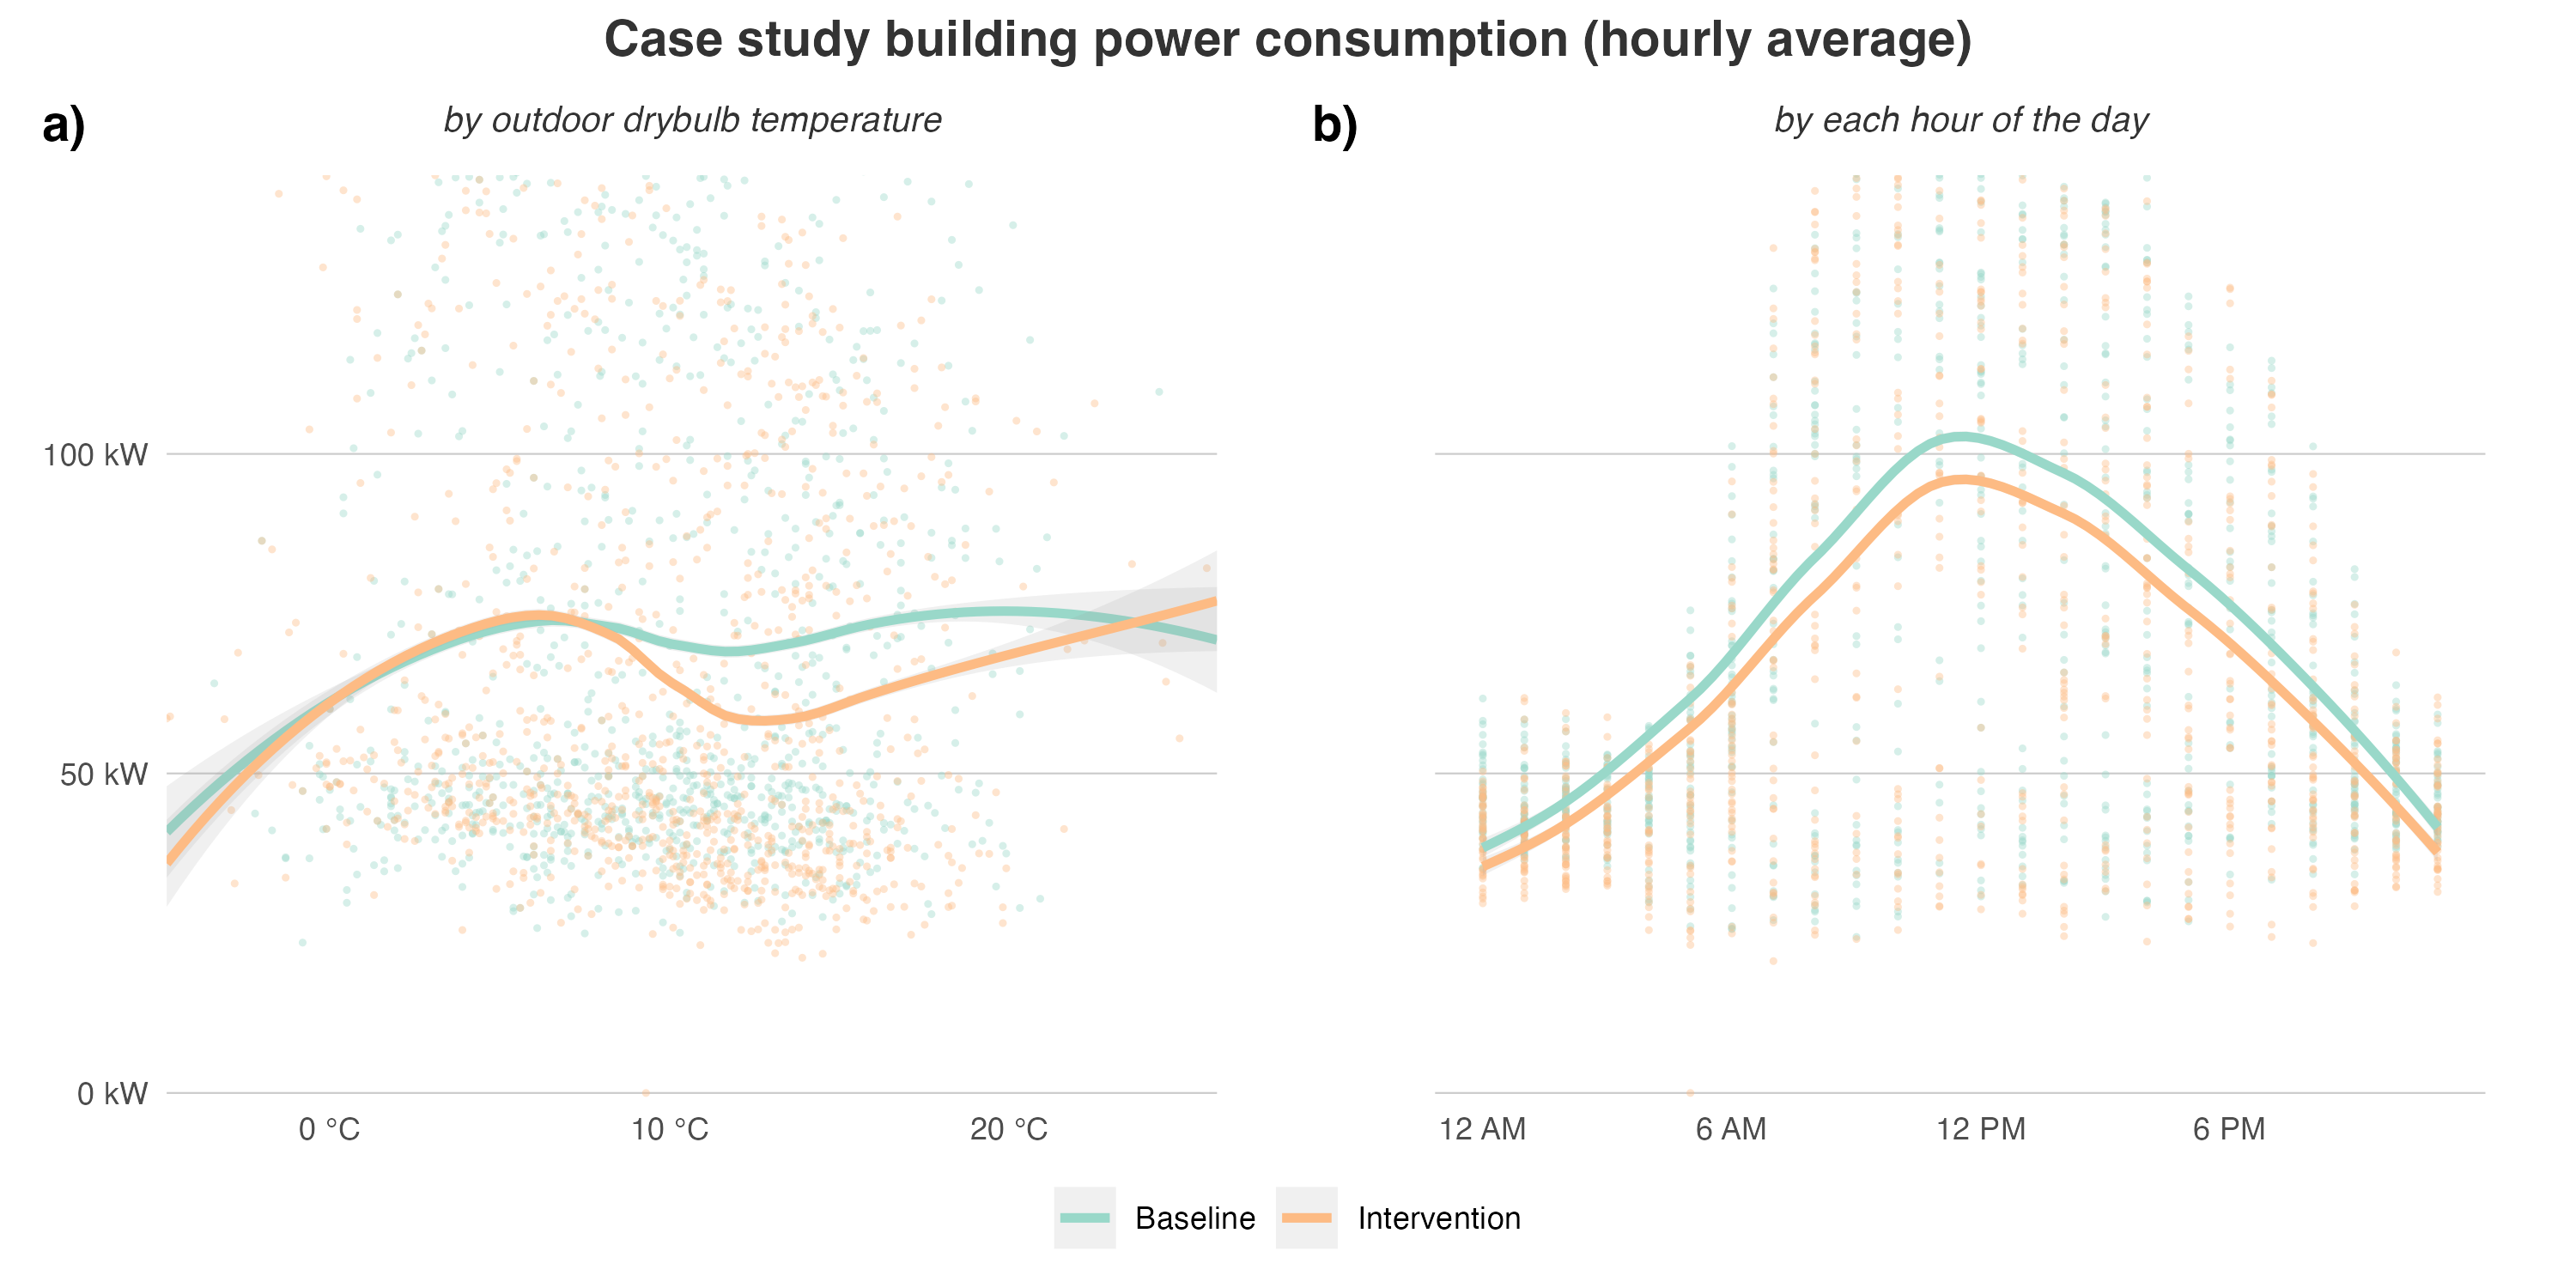 Case study building power consumption (hourly average)
a)
by outdoor drybulb temperature
100 kW
50 kW
0 kW
0 °C
10 °C
20 °C
b)
by each hour of the day
12 AM
6 AM
12 PM
6 PM
Baseline
Intervention